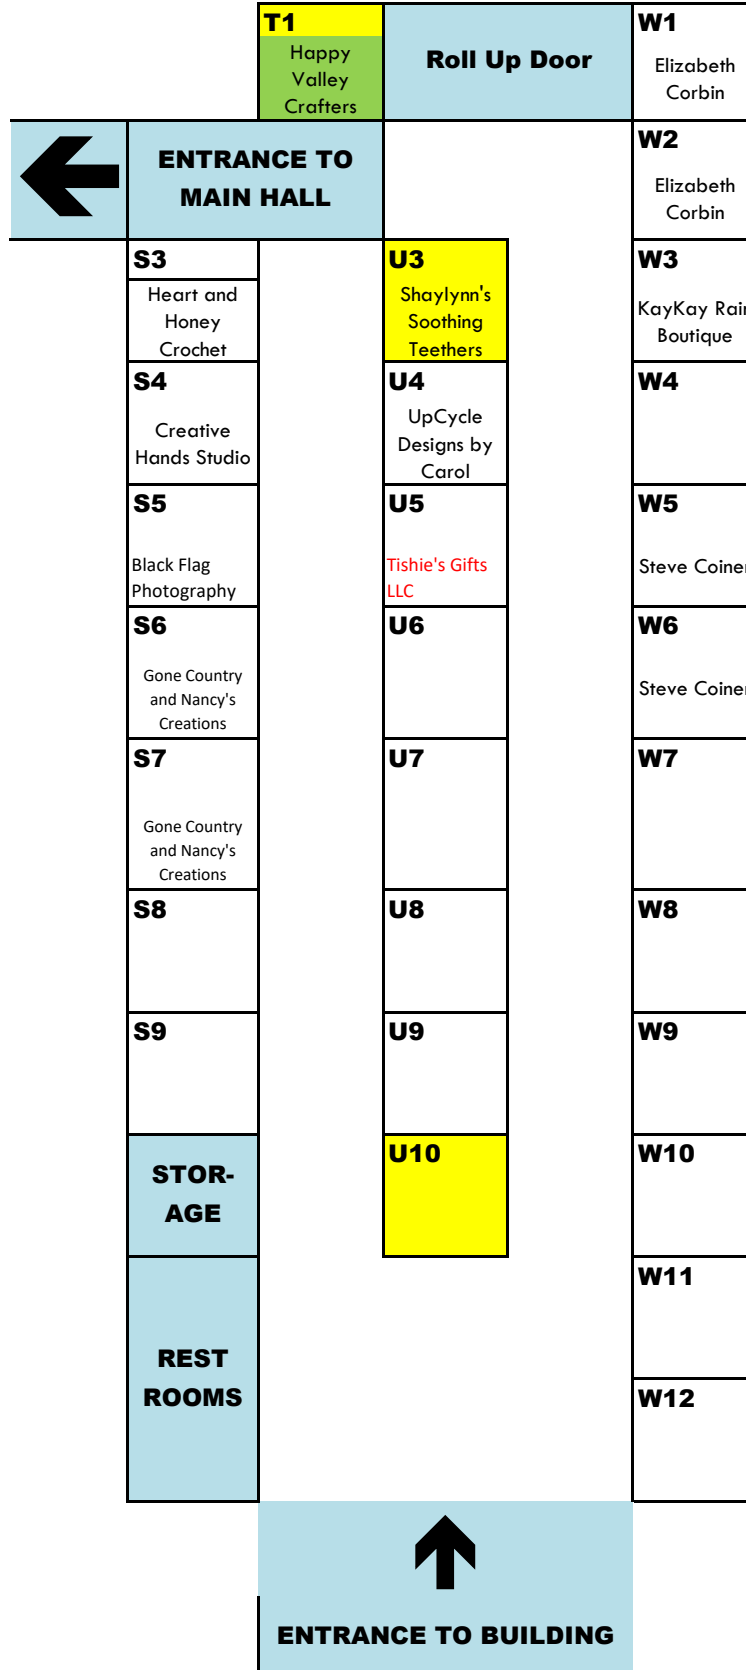 T1
Happy
Valley
Crafters
Roll Up Door
W1
Elizabeth
Corbin
ENTRANCE TO
MAIN HALL
W2
Elizabeth
Corbin
S3
Heart and
Honey
Crochet
U3
Shaylynn's
Soothing
Teethers
W3
KayKay Rain
Boutique
S4
Creative
Hands Studio
U4
UpCycle
Designs by
Carol
W4
S5
Black Flag
Photography
U5
Tishie's Gifts
LLC
W5
Steve Coiner
S6
Gone Country
and Nancy's
Creations
U6
W6
Steve Coiner
S7
Gone Country
and Nancy's
Creations
U7
W7
S8
U8
W8
S9
U9
W9
STOR-
AGE
U10
W10
W11
REST
ROOMS
W12
ENTRANCE TO BUILDING